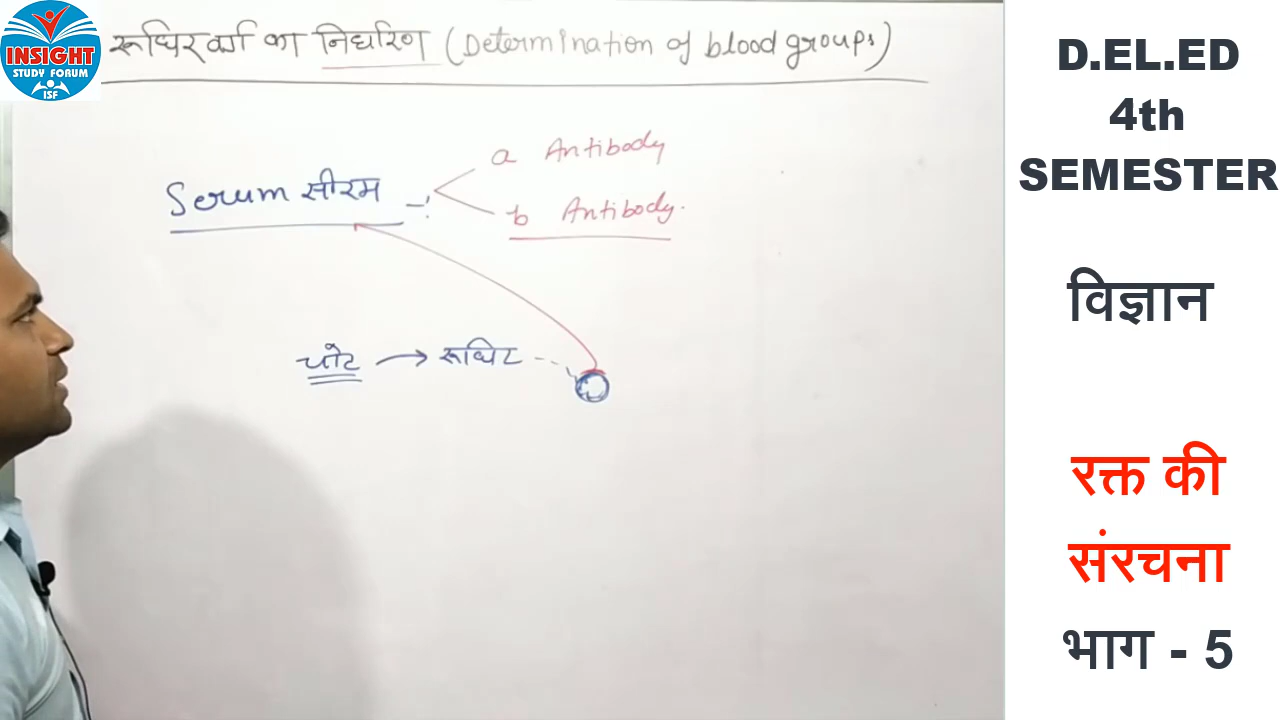 INSIGHT
STUDY FORUM
ISF
रूधिर वर्ग का निर्धारण (Determination of blood groups)
Serum सीरम -:
a Antibody
b Antibody.
चोट → रूधिर
D.EL.ED
4th
SEMESTER
विज्ञान
रक्त की
संरचना
भाग - 5